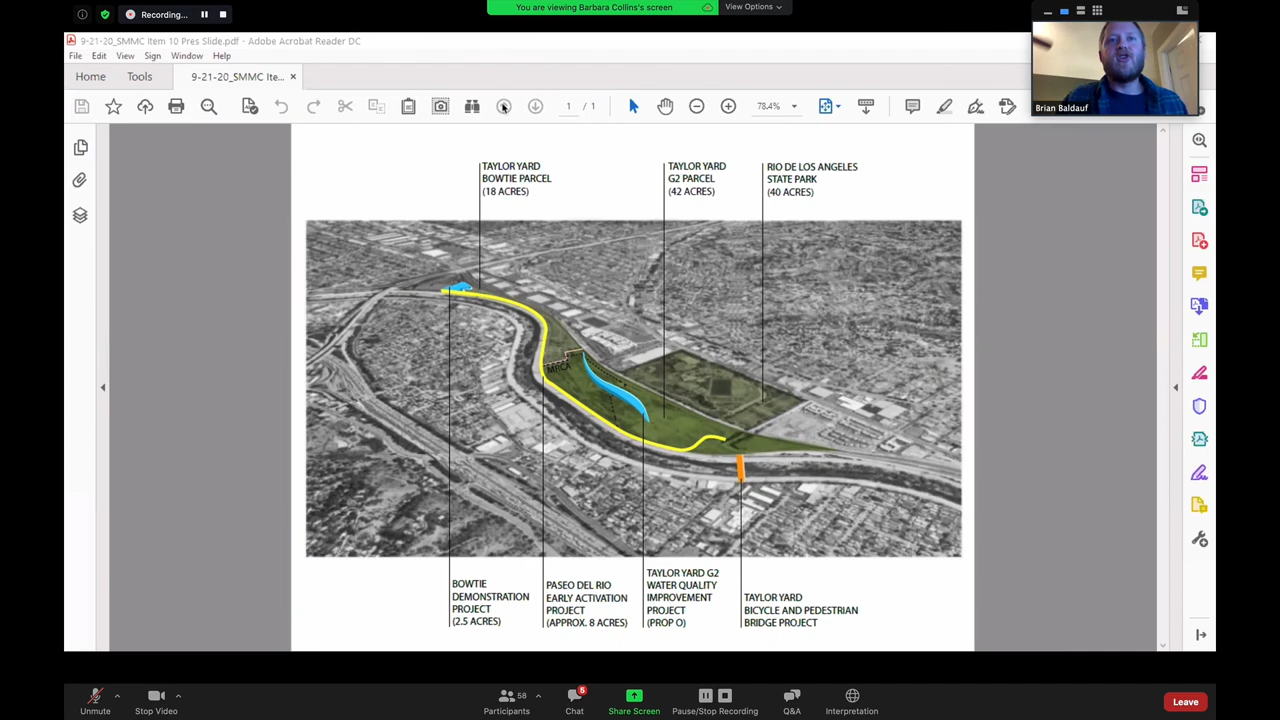 Recording...
You are viewing Barbara Collins's screen
View Options
9-21-20_SMMC Item 10 Pres Slide.pdf - Adobe Acrobat Reader DC
File Edit View Sign Window Help
Home Tools 9-21-20_SMMC Ite... ×
1 / 1
78.4%
Brian Baldauf
TAYLOR YARD
BOWTIE PARCEL
(18 ACRES)
TAYLOR YARD
G2 PARCEL
(42 ACRES)
RIO DE LOS ANGELES
STATE PARK
(40 ACRES)
MRCA
BOWTIE
DEMONSTRATION
PROJECT
(2.5 ACRES)
PASEO DEL RIO
EARLY ACTIVATION
PROJECT
(APPROX. 8 ACRES)
TAYLOR YARD G2
WATER QUALITY
IMPROVEMENT
PROJECT
(PROP O)
TAYLOR YARD
BICYCLE AND PEDESTRIAN
BRIDGE PROJECT
Unmute
Stop Video
58
Participants
5
Chat
Share Screen
Pause/Stop Recording
Q&A
Interpretation
Leave